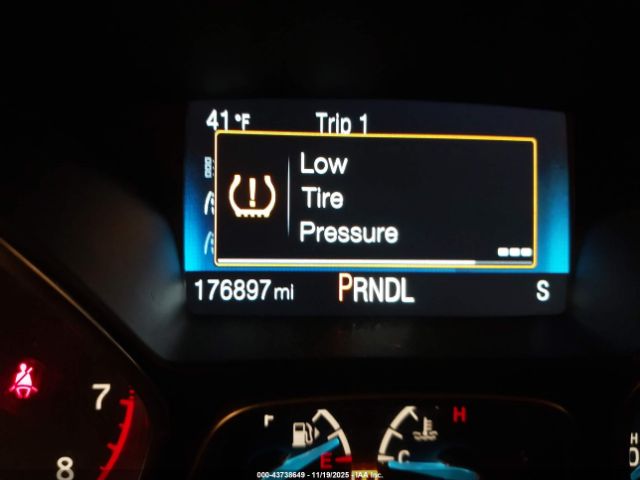 41°F Trip 1
Low
Tire
Pressure
176897 mi PRNDL S
7
8
F
E
H
C
H
D
000-43738649 - 11/19/2025 - IAA Inc.